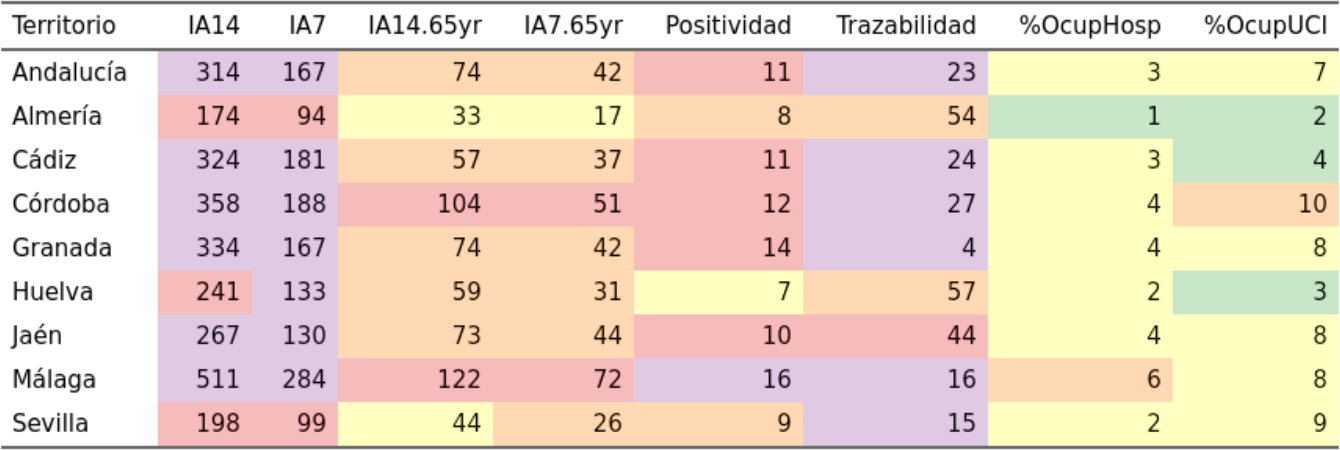 Territorio IA14 IA7 IA14.65yr IA7.65yr Positividad Trazabilidad %OcupHosp %OcupUCI
Andalucía 314 167 74 42 11 23 3 7
Almería 174 94 33 17 8 54 1 2
Cádiz 324 181 57 37 11 24 3 4
Córdoba 358 188 104 51 12 27 4 10
Granada 334 167 74 42 14 4 4 8
Huelva 241 133 59 31 7 57 2 3
Jaén 267 130 73 44 10 44 4 8
Málaga 511 284 122 72 16 16 6 8
Sevilla 198 99 44 26 9 15 2 9